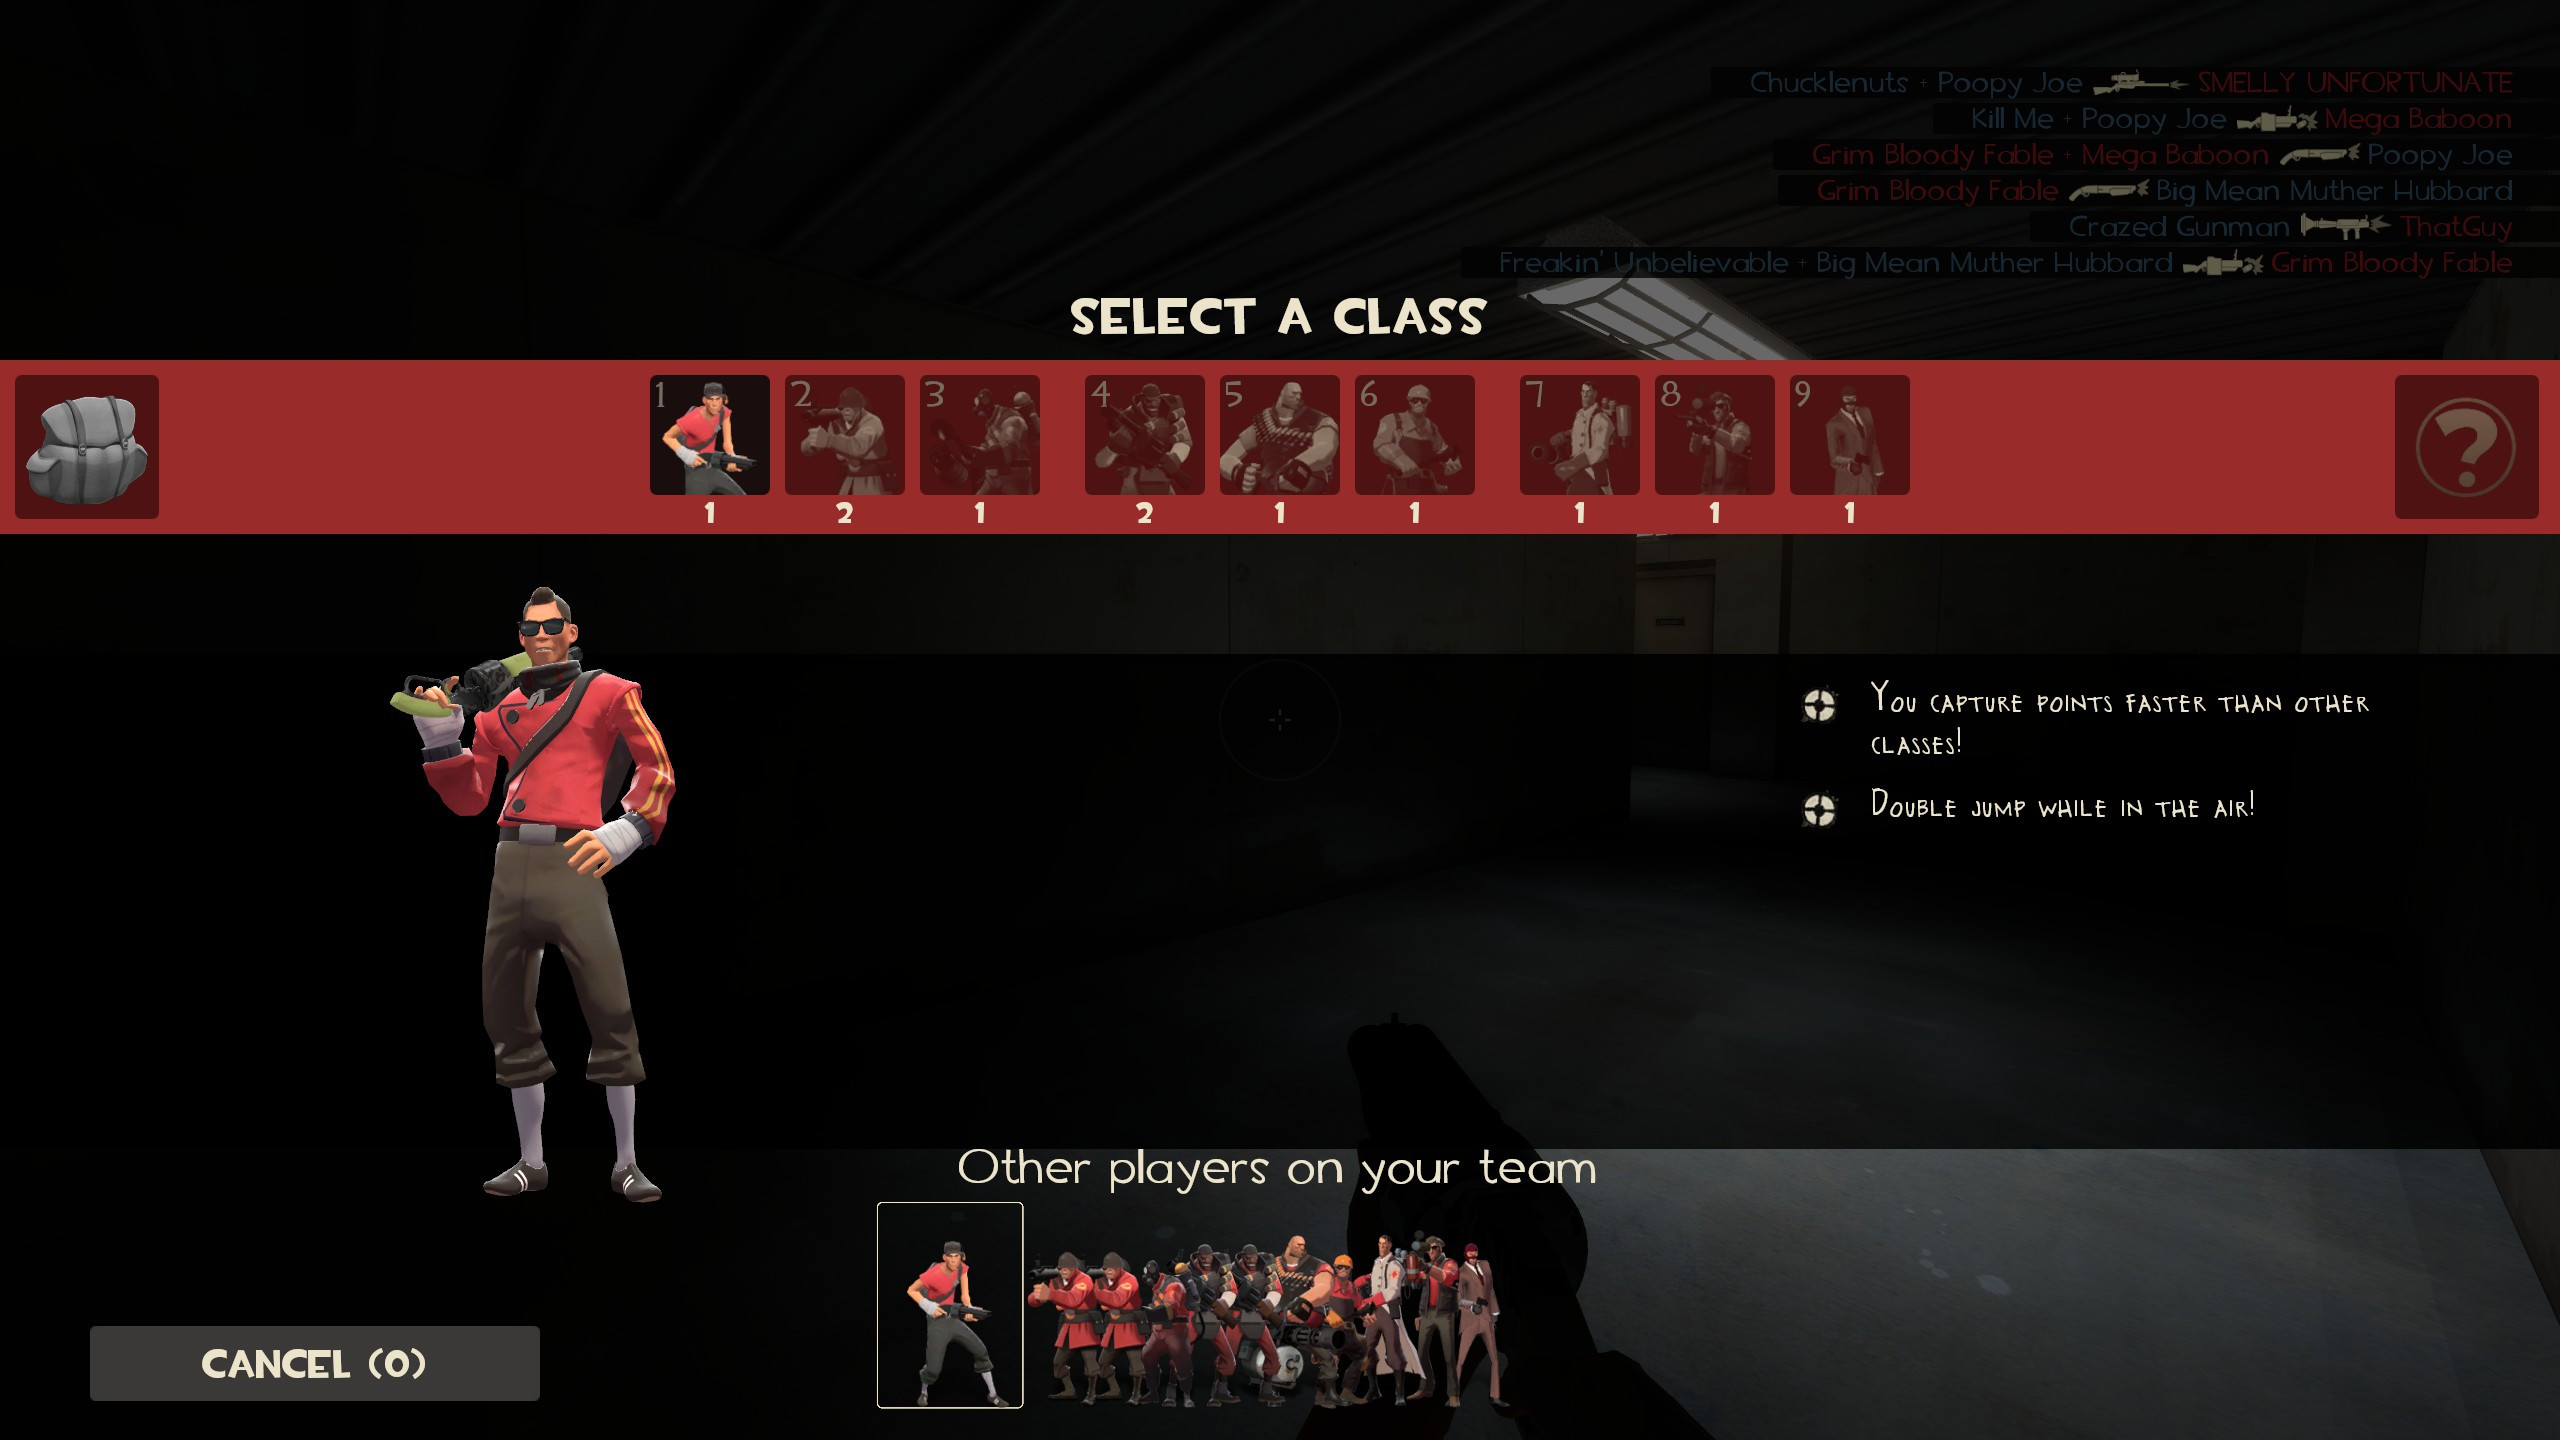 Chucklenuts + Poopy Joe SMELLY UNFORTUNATE
Kill Me + Poopy Joe Mega Baboon
Grim Bloody Fable + Mega Baboon Poopy Joe
Grim Bloody Fable Big Mean Muther Hubbard
Crazed Gunman ThatGuy
Freakin' Unbelievable + Big Mean Muther Hubbard Grim Bloody Fable
SELECT A CLASS
1 2 3 4 5 6 7 8 9 ?
1 2 1 2 1 1 1 1 1
You capture points faster than other
classes!
Double jump while in the air!
Other players on your team
CANCEL (0)